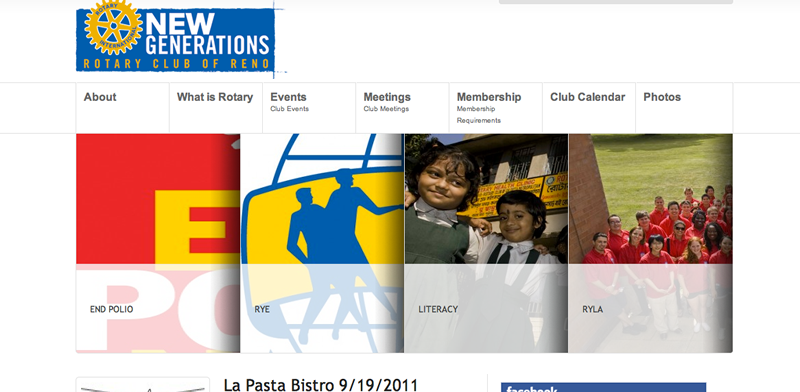 ROTARY
INTERNATIONAL
NEW
GENERATIONS
ROTARY CLUB OF RENO
About
What is Rotary
Events
Club Events
Meetings
Club Meetings
Membership
Membership
Requirements
Club Calendar
Photos
E
PO
END POLIO
RYE
LITERACY
RYLA
La Pasta Bistro 9/19/2011
facebook